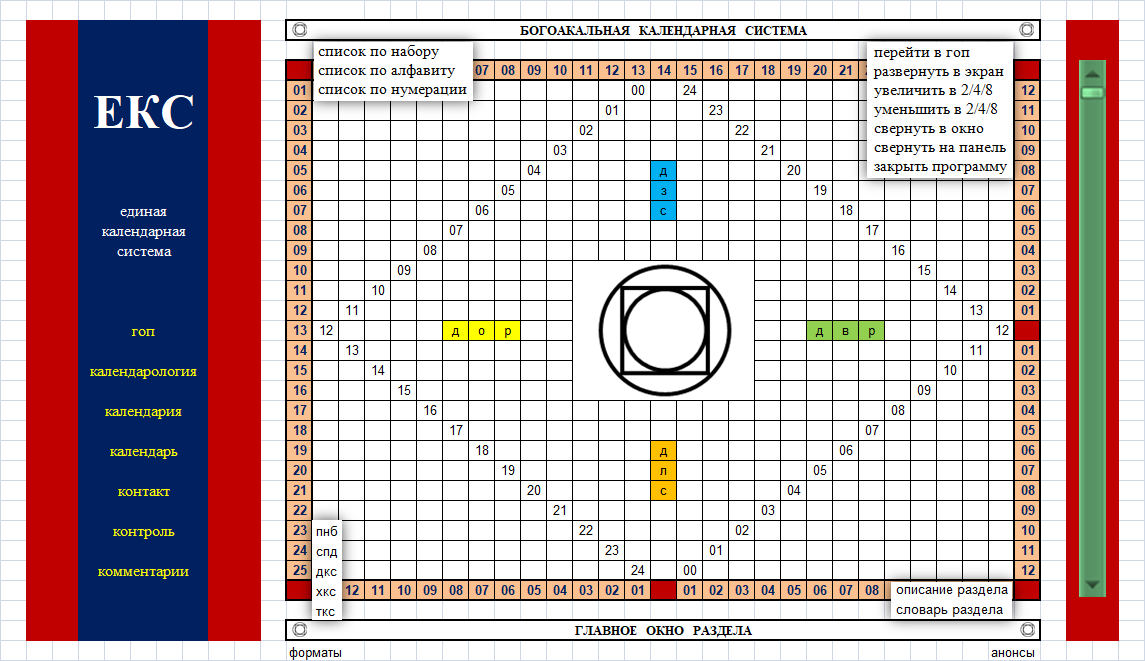 БОГОАКАЛЬНАЯ КАЛЕНДАРНАЯ СИСТЕМА
ЕКС
единая
календарная
система
гоп
календарология
календария
календарь
контакт
контроль
комментарии
список по набору
список по алфавиту
список по нумерации
перейти в гоп
развернуть в экран
увеличить в 2/4/8
уменьшить в 2/4/8
свернуть в окно
свернуть на панель
закрыть программу
07 08 09 10 11 12 13 14 15 16 17 18 19 20 21
01 00 24 12
02 01 23 11
03 02 22 10
04 03 21 09
05 04 д 20 08
06 05 з 19 07
07 06 с 18 06
08 07 17 05
09 08 16 04
10 09 15 03
11 10 14 02
12 11 13 01
13 12 д о р д в р 12
14 13 11 01
15 14 10 02
16 15 09 03
17 16 08 04
18 17 07 05
19 18 д 06 06
20 19 л 05 07
21 20 с 04 08
22 21 03 09
23 22 02 10
24 23 01 11
25 24 00 12
12 11 10 09 08 07 06 05 04 03 02 01 01 02 03 04 05 06 07 08
пнб
спд
дкс
хкс
ткс
описание раздела
словарь раздела
ГЛАВНОЕ ОКНО РАЗДЕЛА
форматы
анонсы